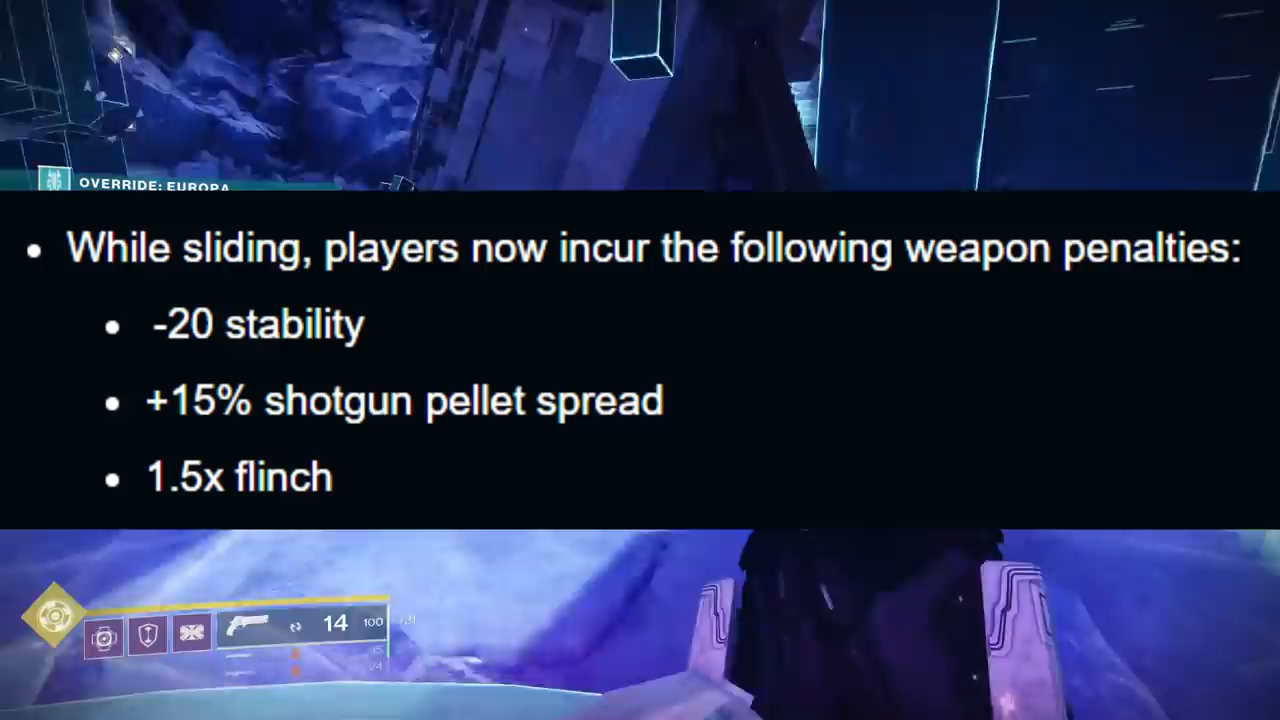 OVERRIDE: EUROPA
• While sliding, players now incur the following weapon penalties:
• -20 stability
• +15% shotgun pellet spread
• 1.5x flinch
14 100
24